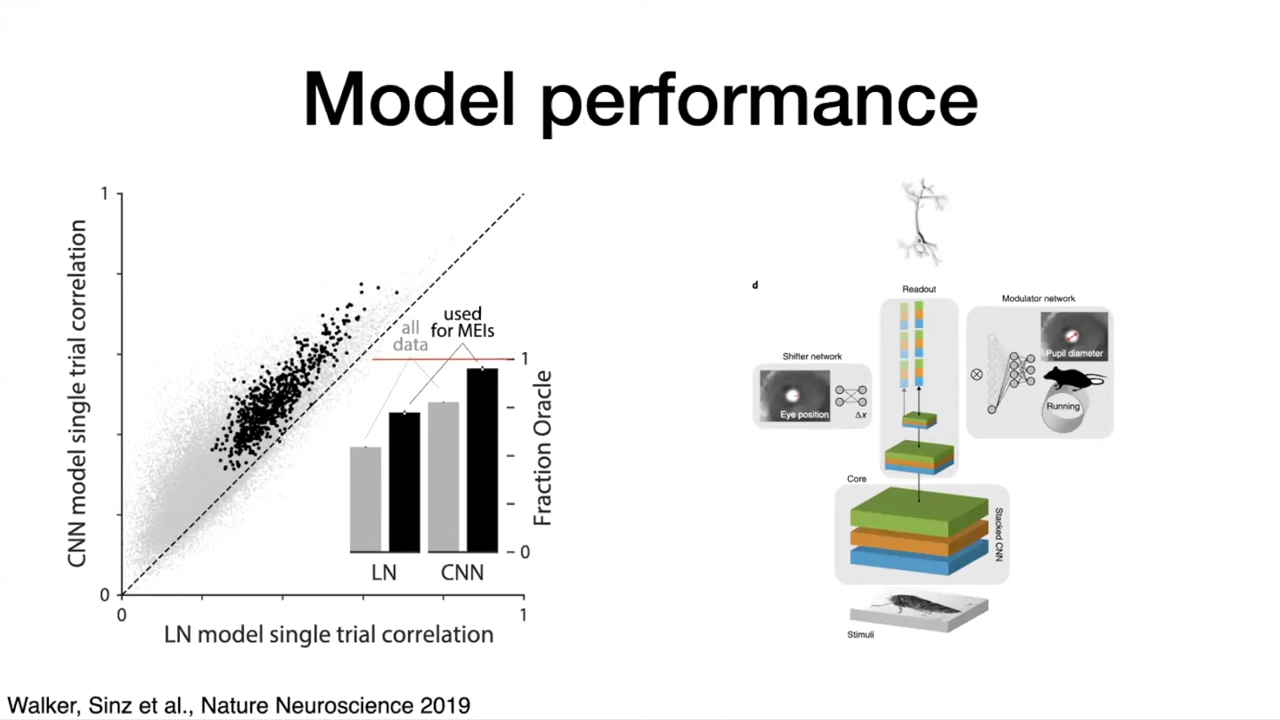 Model performance
1
CNN model single trial correlation
0
0
1
LN model single trial correlation
all
data
used
for MEIs
1
0
Fraction Oracle
LN
CNN
d
Readout
Modulator network
Pupil diameter
Running
Shifter network
Eye position
Δx
Core
Stacked CNN
Stimuli
Walker, Sinz et al., Nature Neuroscience 2019